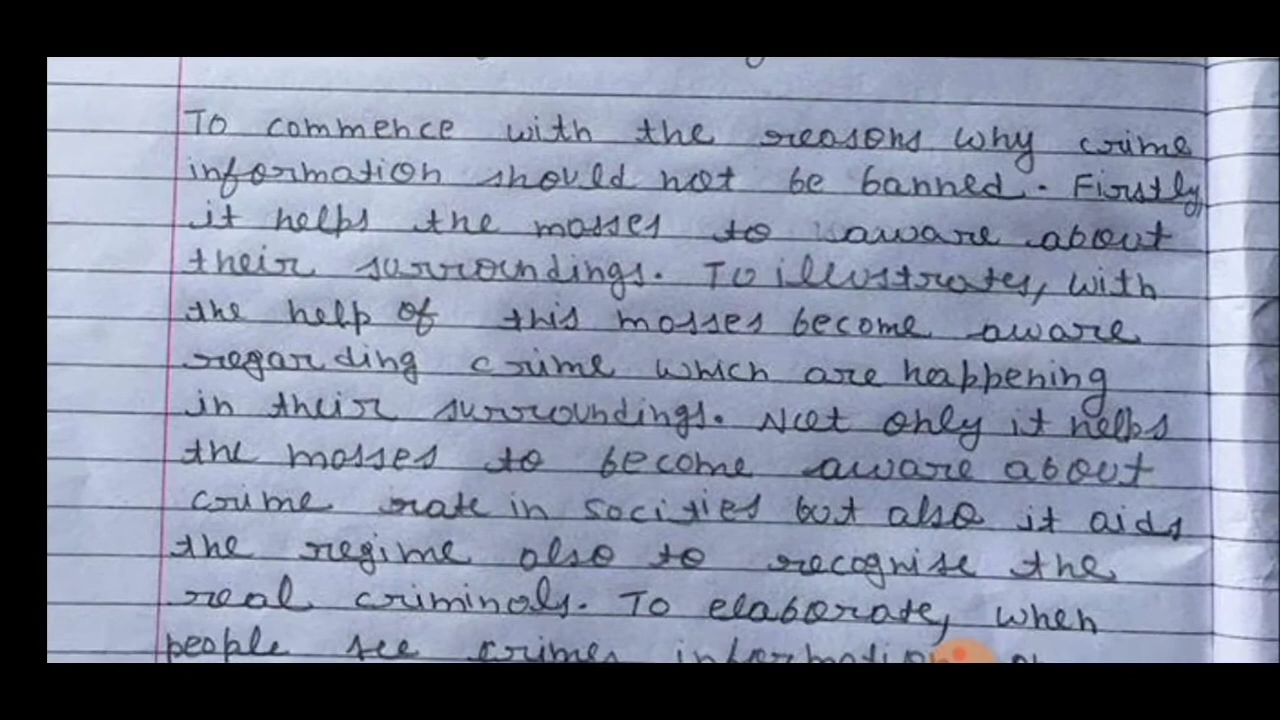 To commence with the reasons why crime
information should not be banned. Firstly,
it helps the masses to aware about
their surroundings. To illustrates, with
the help of this masses become aware
regarding crime which are happening
in their surroundings. Not only it helps
the masses to become aware about
crime rate in socities but also it aids
the regime also to recognise the
real criminals. To elaborate, when
people see crime information